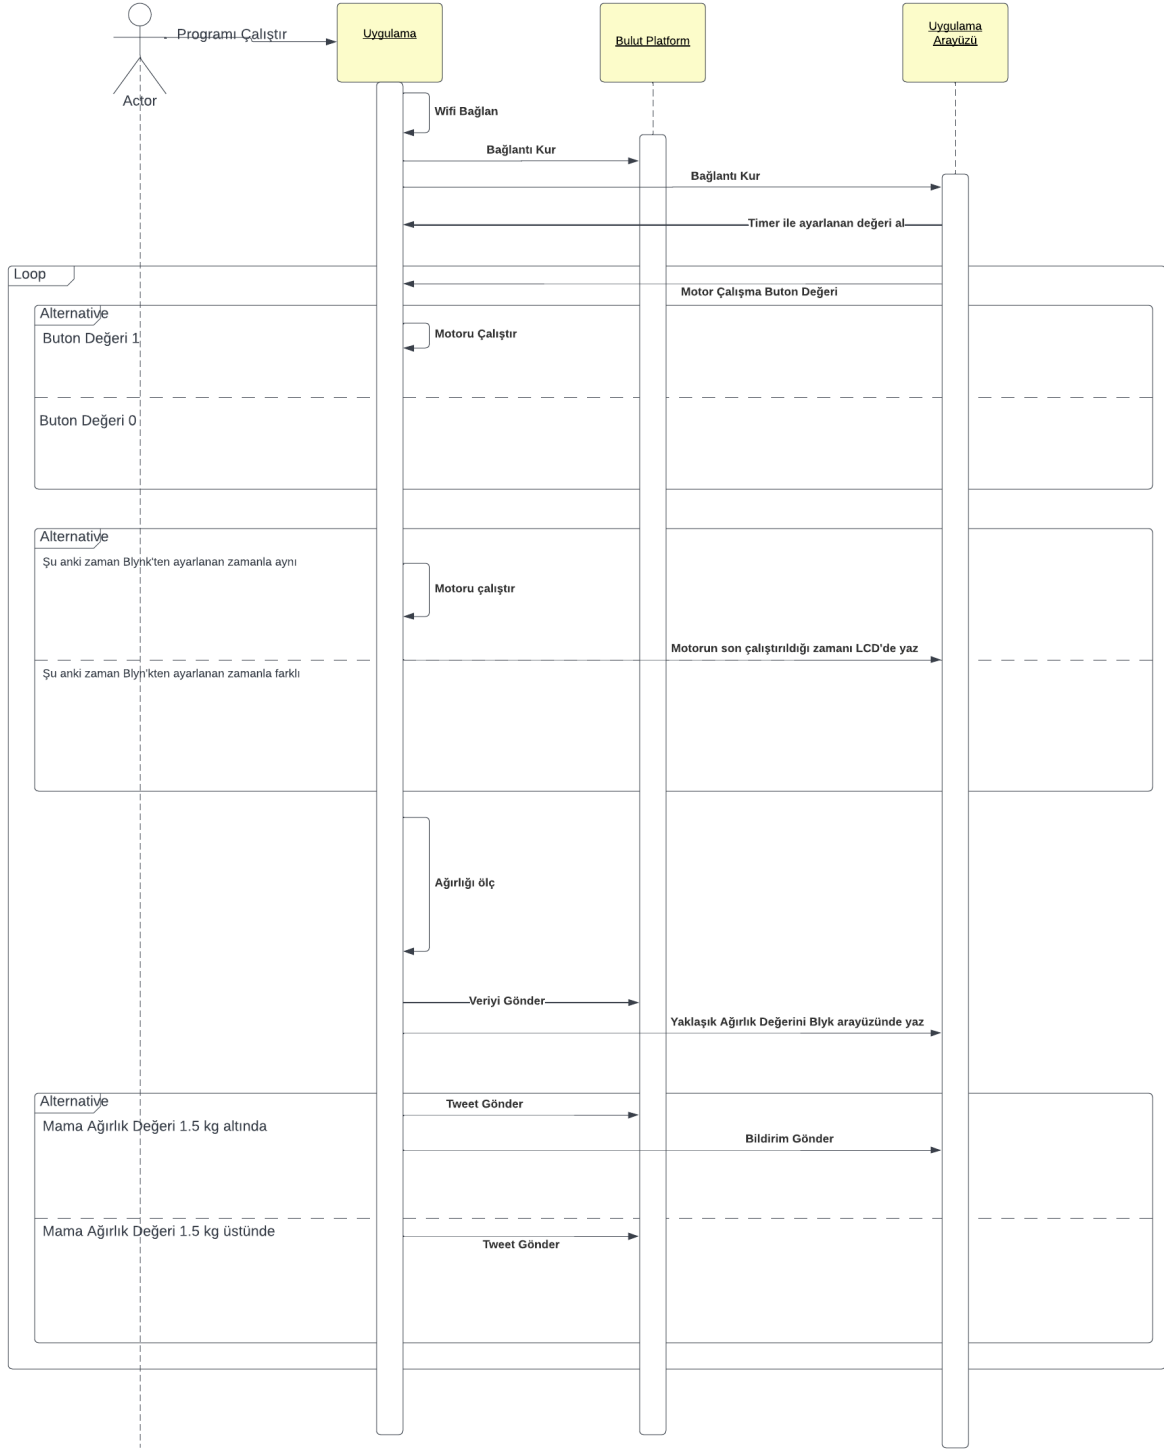 Programı Çalıştır
Uygulama
Bulut Platform
Uygulama
Arayüzü
Actor
Wifi Bağlan
Bağlantı Kur
Bağlantı Kur
Timer ile ayarlanan değeri al
Loop
Motor Çalışma Buton Değeri
Alternative
Buton Değeri 1
Motoru Çalıştır
Buton Değeri 0
Alternative
Şu anki zaman Blynk'ten ayarlanan zamanla aynı
Motoru çalıştır
Motorun son çalıştırıldığı zamanı LCD'de yaz
Şu anki zaman Blyn'kten ayarlanan zamanla farklı
Ağırlığı ölç
Veriyi Gönder
Yaklaşık Ağırlık Değerini Blyk arayüzünde yaz
Alternative
Tweet Gönder
Mama Ağırlık Değeri 1.5 kg altında
Bildirim Gönder
Mama Ağırlık Değeri 1.5 kg üstünde
Tweet Gönder